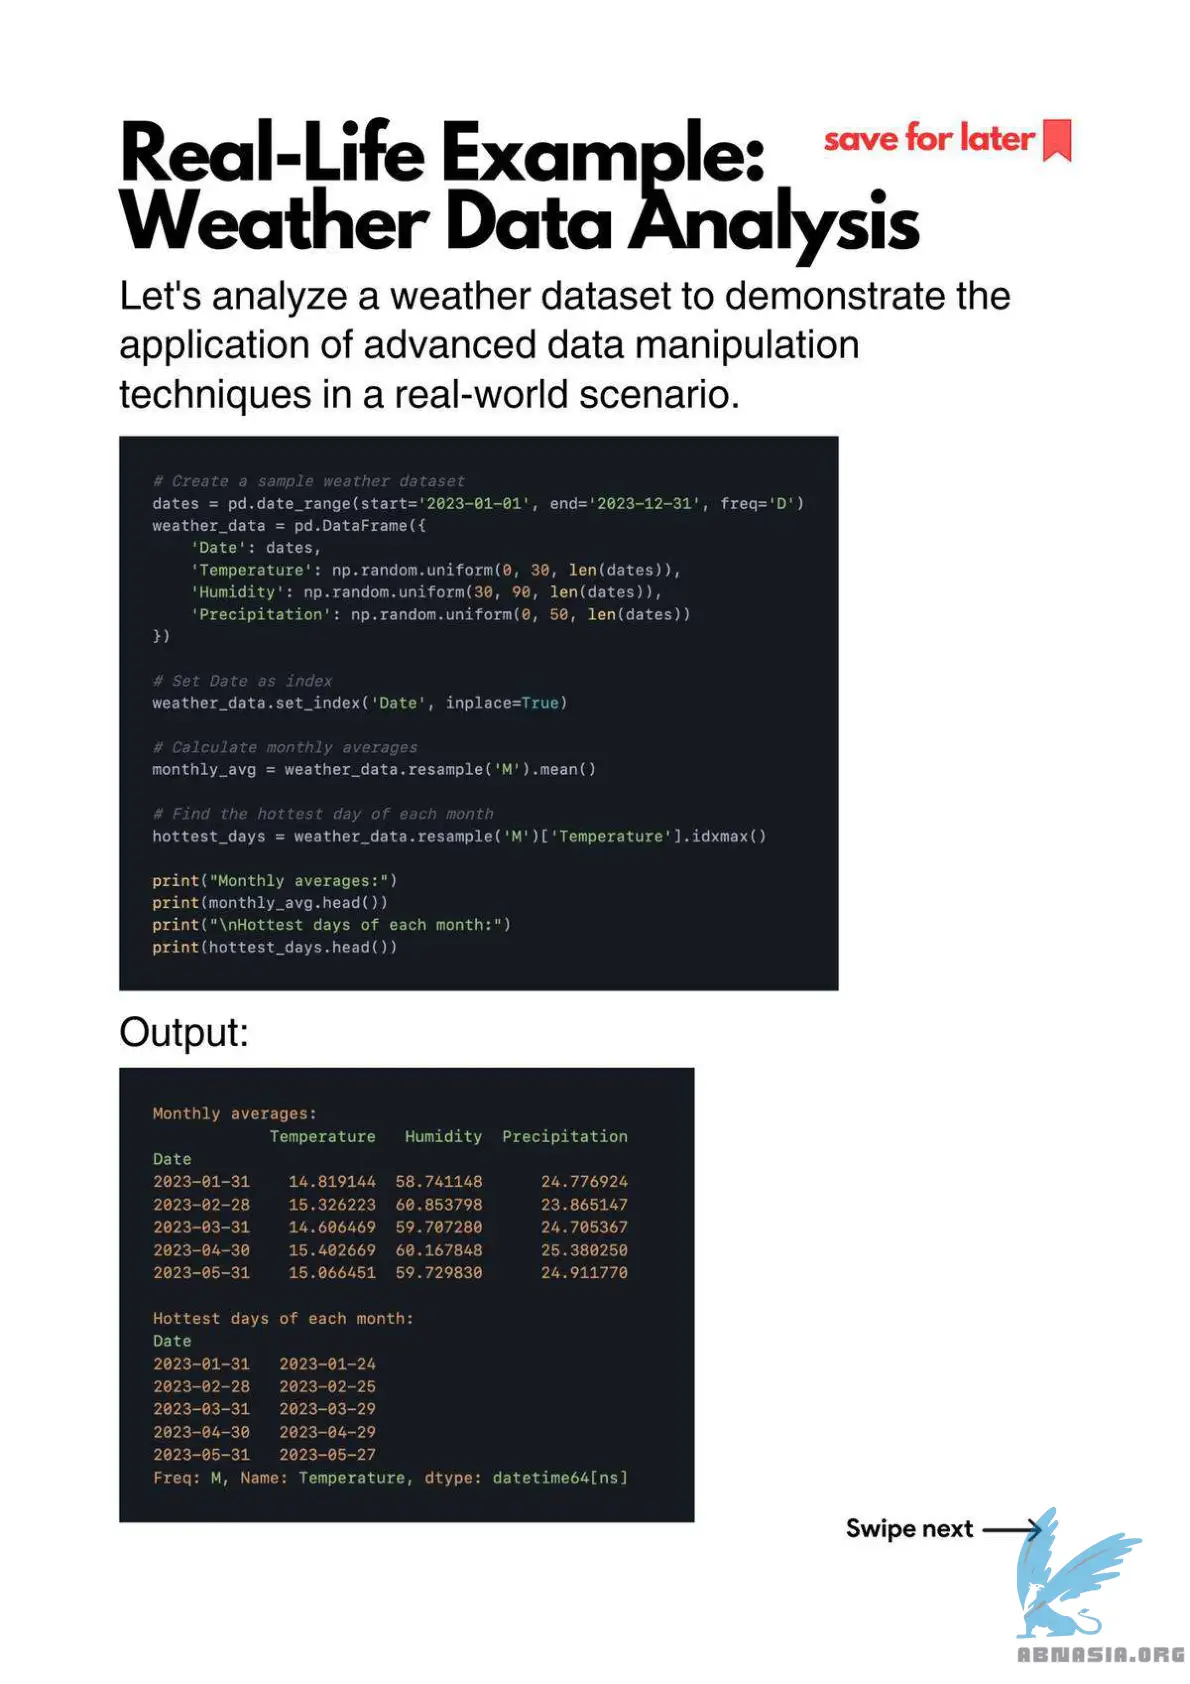 Real-Life Example:
Weather Data Analysis
save for later
Let's analyze a weather dataset to demonstrate the
application of advanced data manipulation
techniques in a real-world scenario.
# Create a sample weather dataset
dates = pd.date_range(start='2023-01-01', end='2023-12-31', freq='D')
weather_data = pd.DataFrame({
    'Date': dates,
    'Temperature': np.random.uniform(0, 30, len(dates)),
    'Humidity': np.random.uniform(30, 90, len(dates)),
    'Precipitation': np.random.uniform(0, 50, len(dates))
})
# Set Date as index
weather_data.set_index('Date', inplace=True)
# Calculate monthly averages
monthly_avg = weather_data.resample('M').mean()
# Find the hottest day of each month
hottest_days = weather_data.resample('M')['Temperature'].idxmax()
print("Monthly averages:")
print(monthly_avg.head())
print("\nHottest days of each month:")
print(hottest_days.head())
Output:
Monthly averages:
            Temperature   Humidity  Precipitation
Date
2023-01-31    14.819144  58.741148      24.776924
2023-02-28    15.326223  60.853798      23.865147
2023-03-31    14.606469  59.707280      24.705367
2023-04-30    15.402669  60.167848      25.380250
2023-05-31    15.066451  59.729830      24.911770
Hottest days of each month:
Date
2023-01-31   2023-01-24
2023-02-28   2023-02-25
2023-03-31   2023-03-29
2023-04-30   2023-04-29
2023-05-31   2023-05-27
Freq: M, Name: Temperature, dtype: datetime64[ns]
Swipe next
ABNASIA.ORG